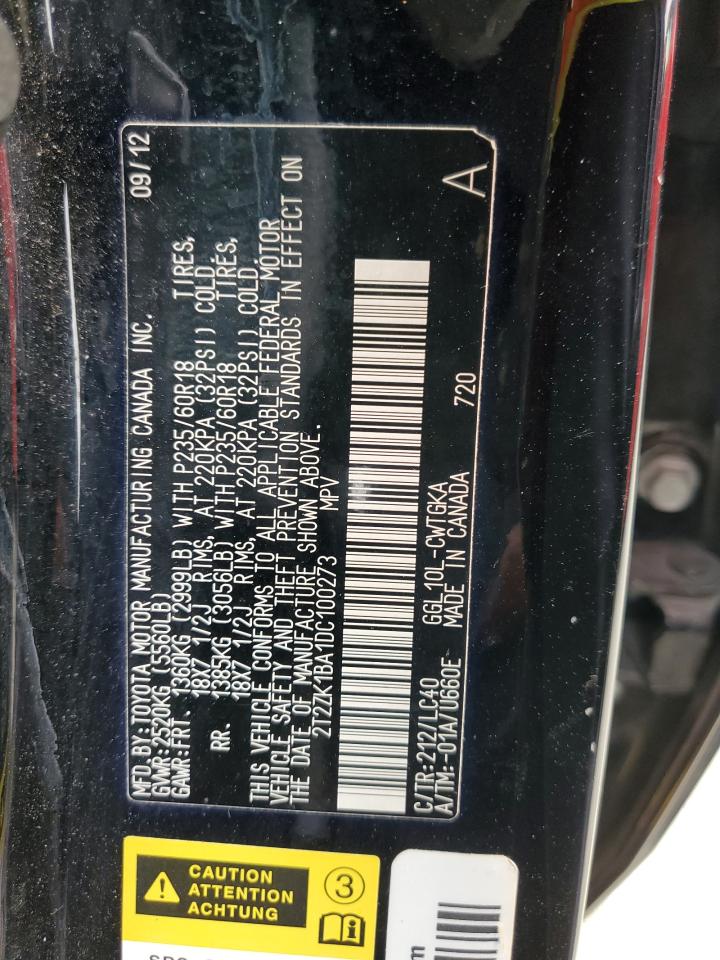 MFD.BY:TOYOTA MOTOR MANUFACTURING CANADA INC. 09/12
GVWR:2520KG (5560LB)
GAWR:FRT. 1360KG (2999LB) WITH P235/60R18 TIRES,
18X7 1/2J RIMS, AT 220KPA (32PSI) COLD.
RR. 1385KG (3056LB) WITH P235/60R18 TIRES,
18X7 1/2J RIMS, AT 220KPA (32PSI) COLD.
THIS VEHICLE CONFORMS TO ALL APPLICABLE FEDERAL MOTOR
VEHICLE SAFETY AND THEFT PREVENTION STANDARDS IN EFFECT ON
THE DATE OF MANUFACTURE SHOWN ABOVE.
2T2ZK1BA1DC100273 MPV
A
C/TR:212/LC40 GGL10L-CWTGKA
A/TM:-01A/U660E MADE IN CANADA 720
CAUTION
ATTENTION
ACHTUNG
3